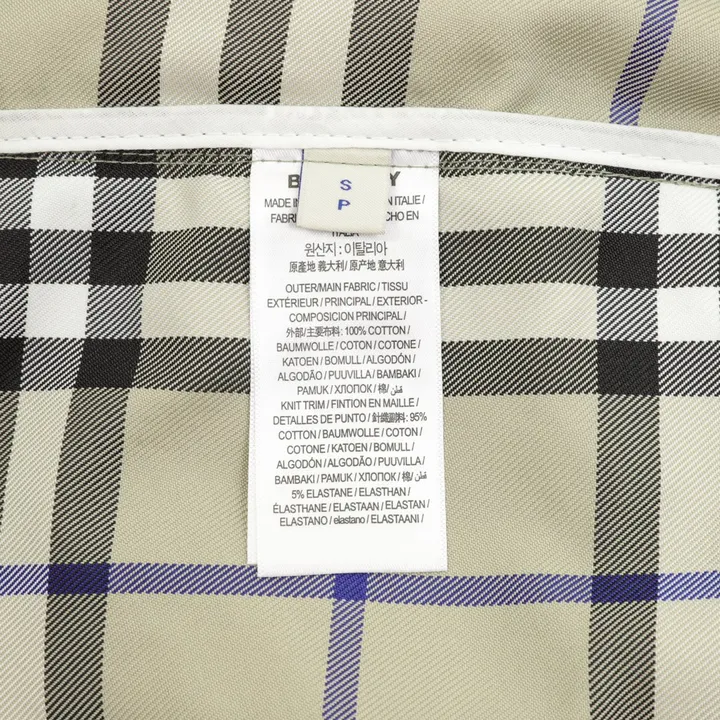 S
P
MADE IN N ITALIE /
FABRI CHO EN
ITALIA
원산지 : 이탈리아
原產地 義大利 / 原产地 意大利
OUTER/MAIN FABRIC / TISSU
EXTÉRIEUR / PRINCIPAL / EXTERIOR -
COMPOSICION PRINCIPAL /
外部/主要布料: 100% COTTON /
BAUMWOLLE / COTON / COTONE /
KATOEN / BOMULL / ALGODÓN /
ALGODÃO / PUUVILLA / BAMBAKI /
PAMUK / ХЛОПОК / 棉 / قطن
KNIT TRIM / FINTION EN MAILLE /
DETALLES DE PUNTO / 針織副料: 95%
COTTON / BAUMWOLLE / COTON /
COTONE / KATOEN / BOMULL /
ALGODÓN / ALGODÃO / PUUVILLA /
BAMBAKI / PAMUK / ХЛОПОК / 棉 / قطن
5% ELASTANE / ELASTHAN /
ÉLASTHANE / ELASTAAN / ELASTAN /
ELASTANO / elastano / ELASTAANI /